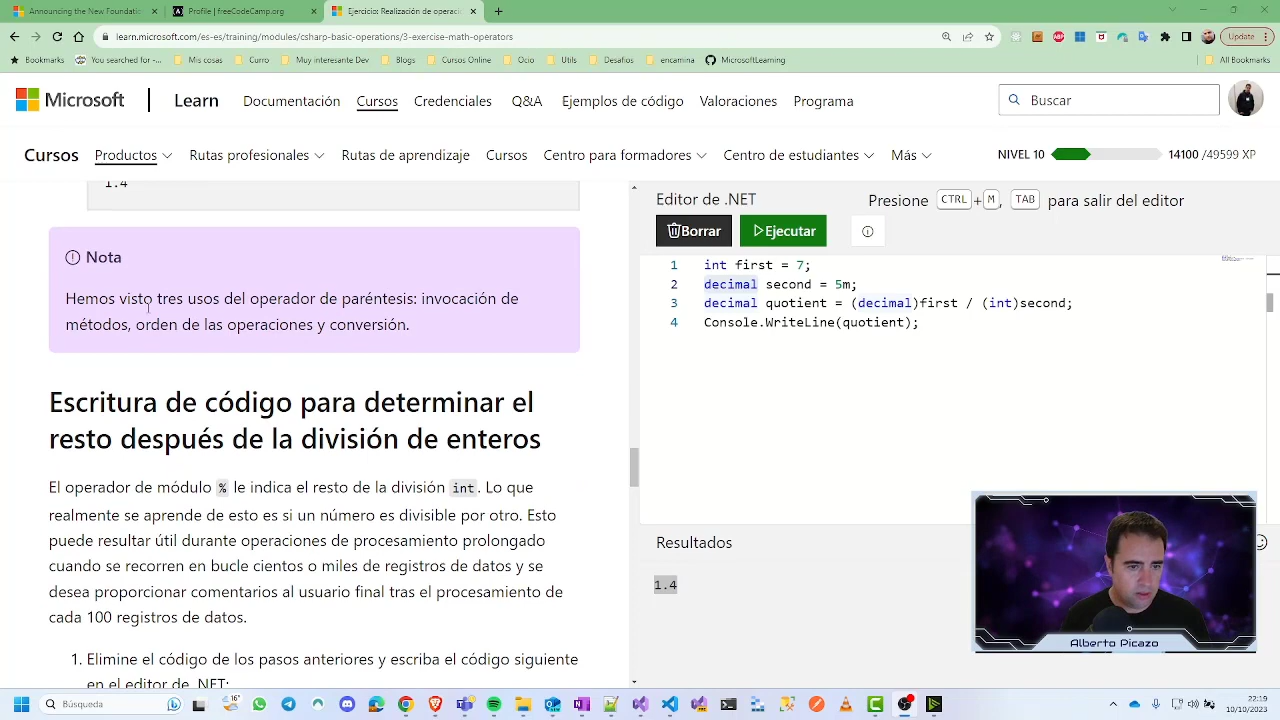 Announcing the New Foundatio
Profile | freeCodeCamp.org
Ejercicio: Realización de operaci
learn.microsoft.com/es-es/training/modules/csharp-basic-operations/3-exercise-math-operators
Update
Bookmarks
You searched for -...
Mis cosas
Curro
Muy interesante Dev
Blogs
Cursos Online
Ocio
Utils
Desafios
encamina
MicrosoftLearning
All Bookmarks
Microsoft
Learn
Documentación
Cursos
Credenciales
Q&A
Ejemplos de código
Valoraciones
Programa
Buscar
Cursos
Productos
Rutas profesionales
Rutas de aprendizaje
Cursos
Centro para formadores
Centro de estudiantes
Más
NIVEL 10
14100 /49599 XP
1.4
Nota
Hemos visto tres usos del operador de paréntesis: invocación de
métodos, orden de las operaciones y conversión.
Escritura de código para determinar el
resto después de la división de enteros
El operador de módulo % le indica el resto de la división int. Lo que
realmente se aprende de esto es si un número es divisible por otro. Esto
puede resultar útil durante operaciones de procesamiento prolongado
cuando se recorren en bucle cientos o miles de registros de datos y se
desea proporcionar comentarios al usuario final tras el procesamiento de
cada 100 registros de datos.
1. Elimine el código de los pasos anteriores y escriba el código siguiente
en el editor de .NET:
Editor de .NET
Presione CTRL + M, TAB para salir del editor
Borrar
Ejecutar
1 int first = 7;
2 decimal second = 5m;
3 decimal quotient = (decimal)first / (int)second;
4 Console.WriteLine(quotient);
Resultados
1.4
Alberto Picazo
Búsqueda
16°
22:19
10/10/2023